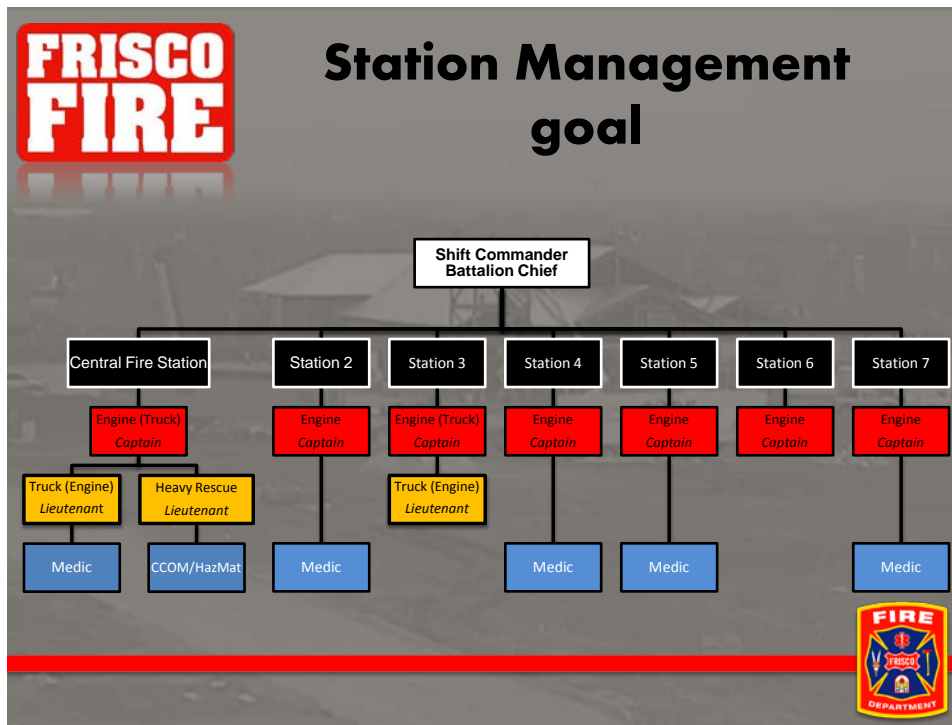 FRISCO
FIRE
Station Management
goal
Shift Commander
Battalion Chief
Central Fire Station
Station 2
Station 3
Station 4
Station 5
Station 6
Station 7
Engine (Truck)
Captain
Engine
Captain
Engine (Truck)
Captain
Engine
Captain
Engine
Captain
Engine
Captain
Engine
Captain
Truck (Engine)
Lieutenant
Heavy Rescue
Lieutenant
Truck (Engine)
Lieutenant
Medic
CCOM/HazMat
Medic
Medic
Medic
Medic
FIRE
FRISCO
DEPARTMENT